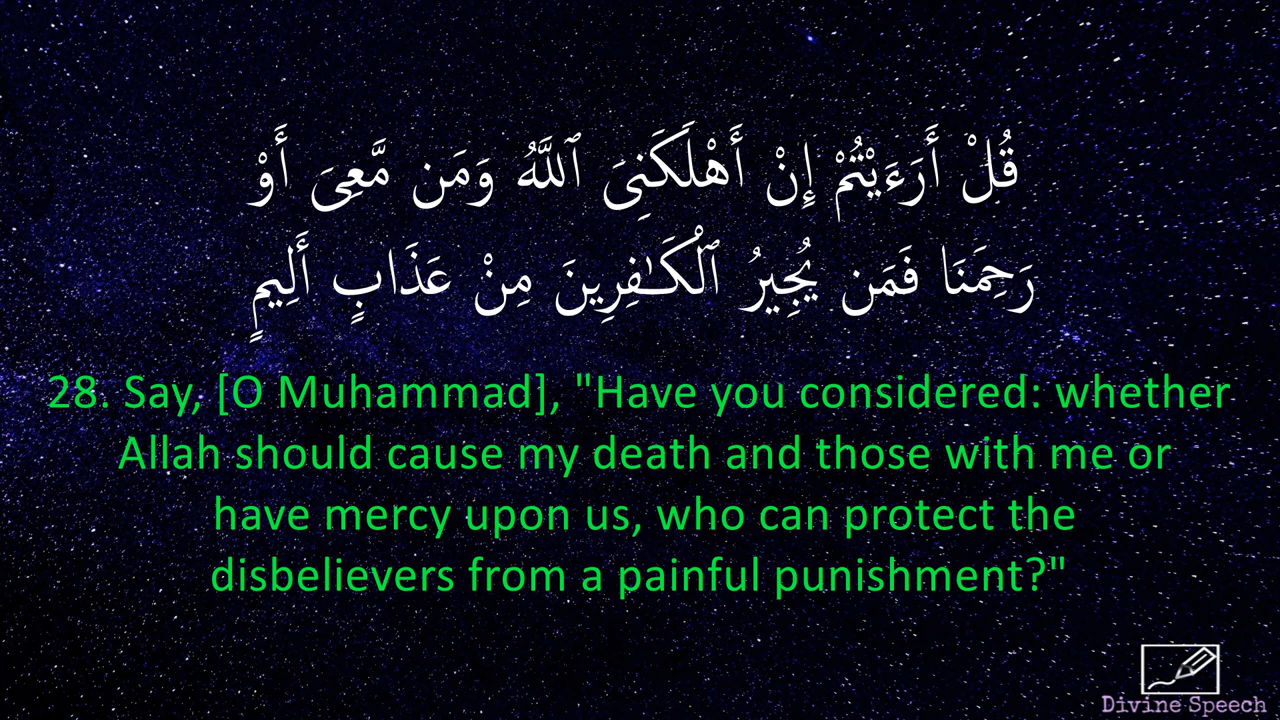 قُلْ أَرَءَيْتُمْ إِنْ أَهْلَكَنِىَ ٱللَّهُ وَمَن مَّعِىَ أَوْ
رَحِمَنَا فَمَن يُجِيرُ ٱلْكَـٰفِرِينَ مِنْ عَذَابٍ أَلِيمٍ
28. Say, [O Muhammad], "Have you considered: whether
Allah should cause my death and those with me or
have mercy upon us, who can protect the
disbelievers from a painful punishment?"
Divine Speech